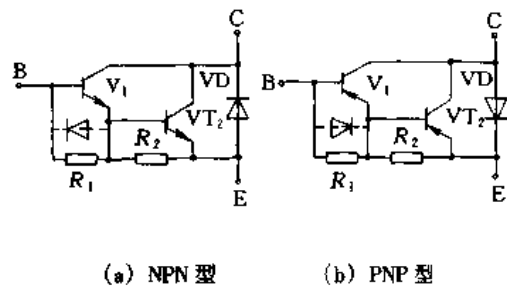 C
B
V₁
VD
VT₂
R₂
R₁
E
C
B
V₁
VD
VT₂
R₂
R₁
E
(a) NPN 型
(b) PNP 型